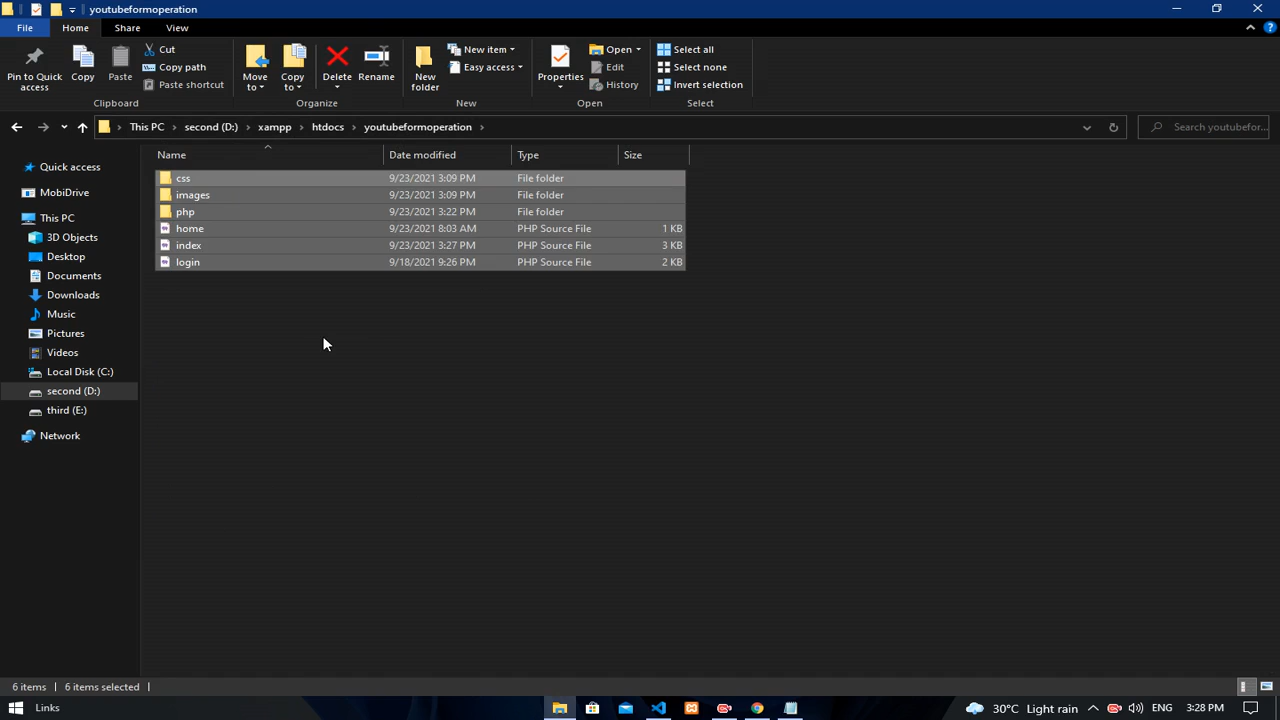 youtubeformoperation
File Home Share View
Pin to Quick access
Copy
Paste
Cut
Copy path
Paste shortcut
Clipboard
Move to
Copy to
Delete
Rename
Organize
New folder
New item
Easy access
New
Properties
Open
Edit
History
Open
Select all
Select none
Invert selection
Select
This PC > second (D:) > xampp > htdocs > youtubeformoperation >
Search youtubefor...
Name Date modified Type Size
css 9/23/2021 3:09 PM File folder
images 9/23/2021 3:09 PM File folder
php 9/23/2021 3:22 PM File folder
home 9/23/2021 8:03 AM PHP Source File 1 KB
index 9/23/2021 3:27 PM PHP Source File 3 KB
login 9/18/2021 9:26 PM PHP Source File 2 KB
Quick access
MobiDrive
This PC
3D Objects
Desktop
Documents
Downloads
Music
Pictures
Videos
Local Disk (C:)
second (D:)
third (E:)
Network
6 items 6 items selected
Links
30°C Light rain ENG 3:28 PM